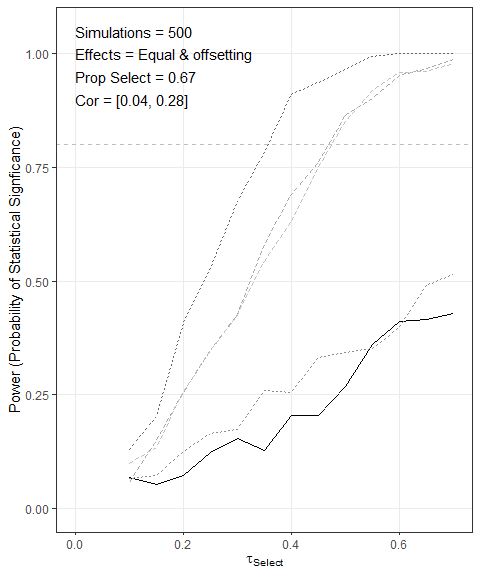 Simulations = 500
Effects = Equal & offsetting
Prop Select = 0.67
Cor = [0.04, 0.28]
Power (Probability of Statistical Signficance)
1.00
0.75
0.50
0.25
0.00
0.0 0.2 0.4 0.6
τSelect